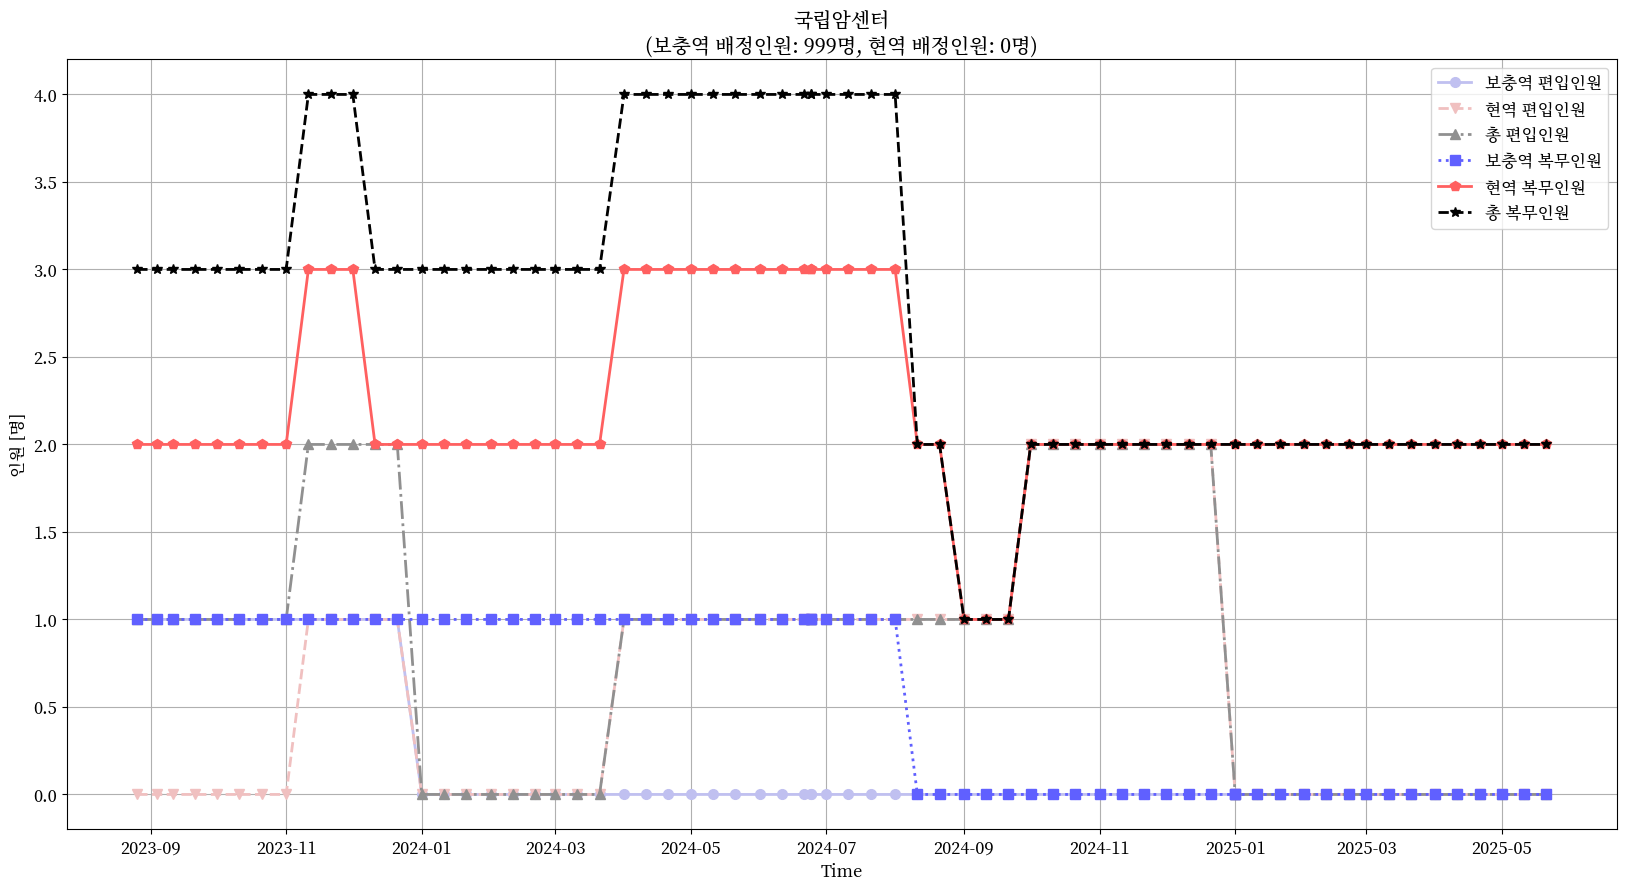 국립암센터
(보충역 배정인원: 999명, 현역 배정인원: 0명)
보충역 편입인원
현역 편입인원
총 편입인원
보충역 복무인원
현역 복무인원
총 복무인원
4.0
3.5
3.0
2.5
2.0
1.5
1.0
0.5
0.0
인원 [명]
2023-09
2023-11
2024-01
2024-03
2024-05
2024-07
2024-09
2024-11
2025-01
2025-03
2025-05
Time